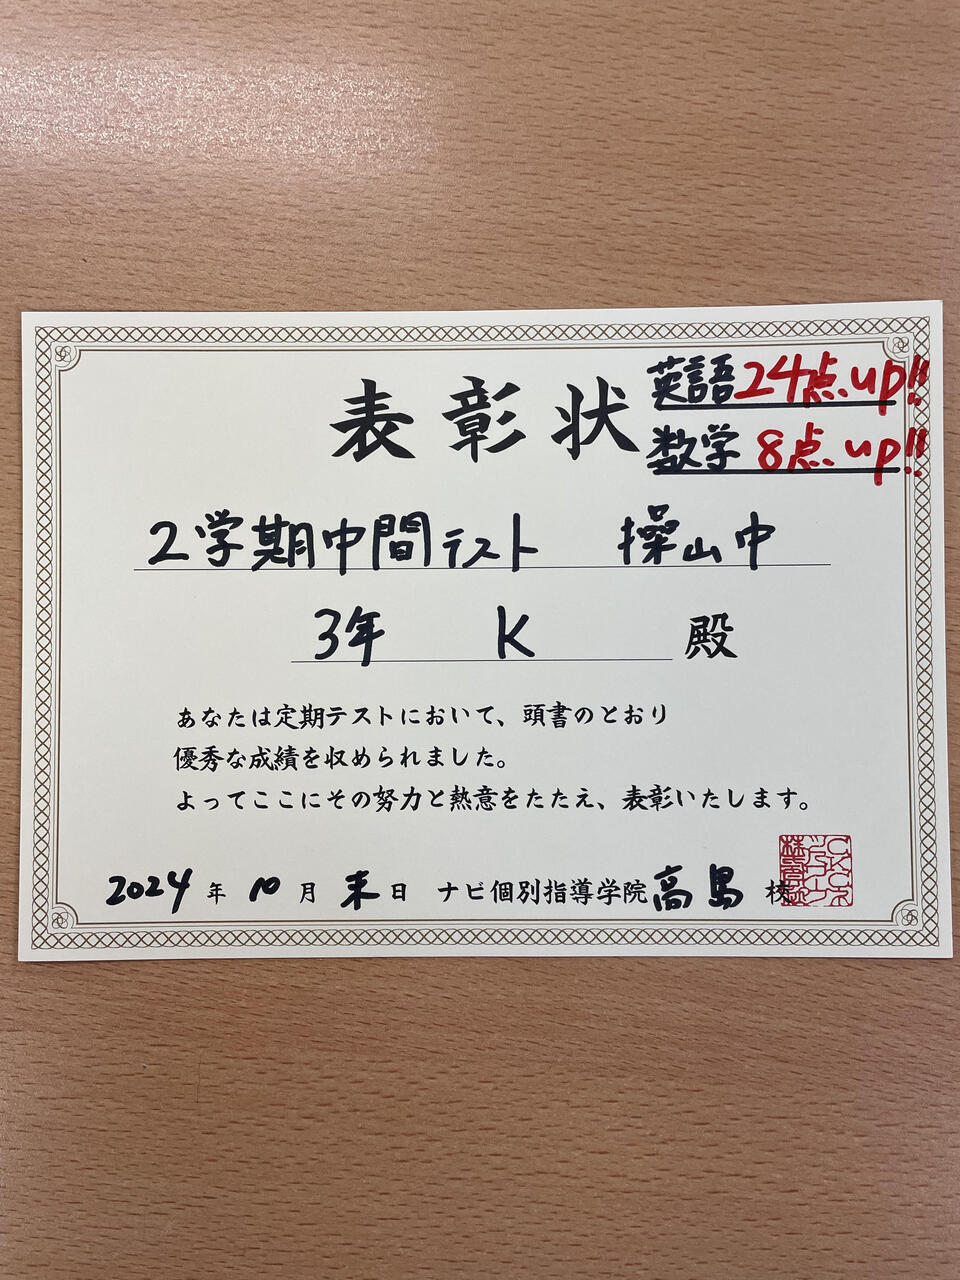 表彰状
英語24点up!!
数学 8点up!!
2学期中間テスト 操山中
3年 K 殿
あなたは定期テストにおいて、頭書のとおり
優秀な成績を収められました。
よってここにその努力と熱意をたたえ、表彰いたします。
2024年10月末日 ナビ個別指導学院高島校